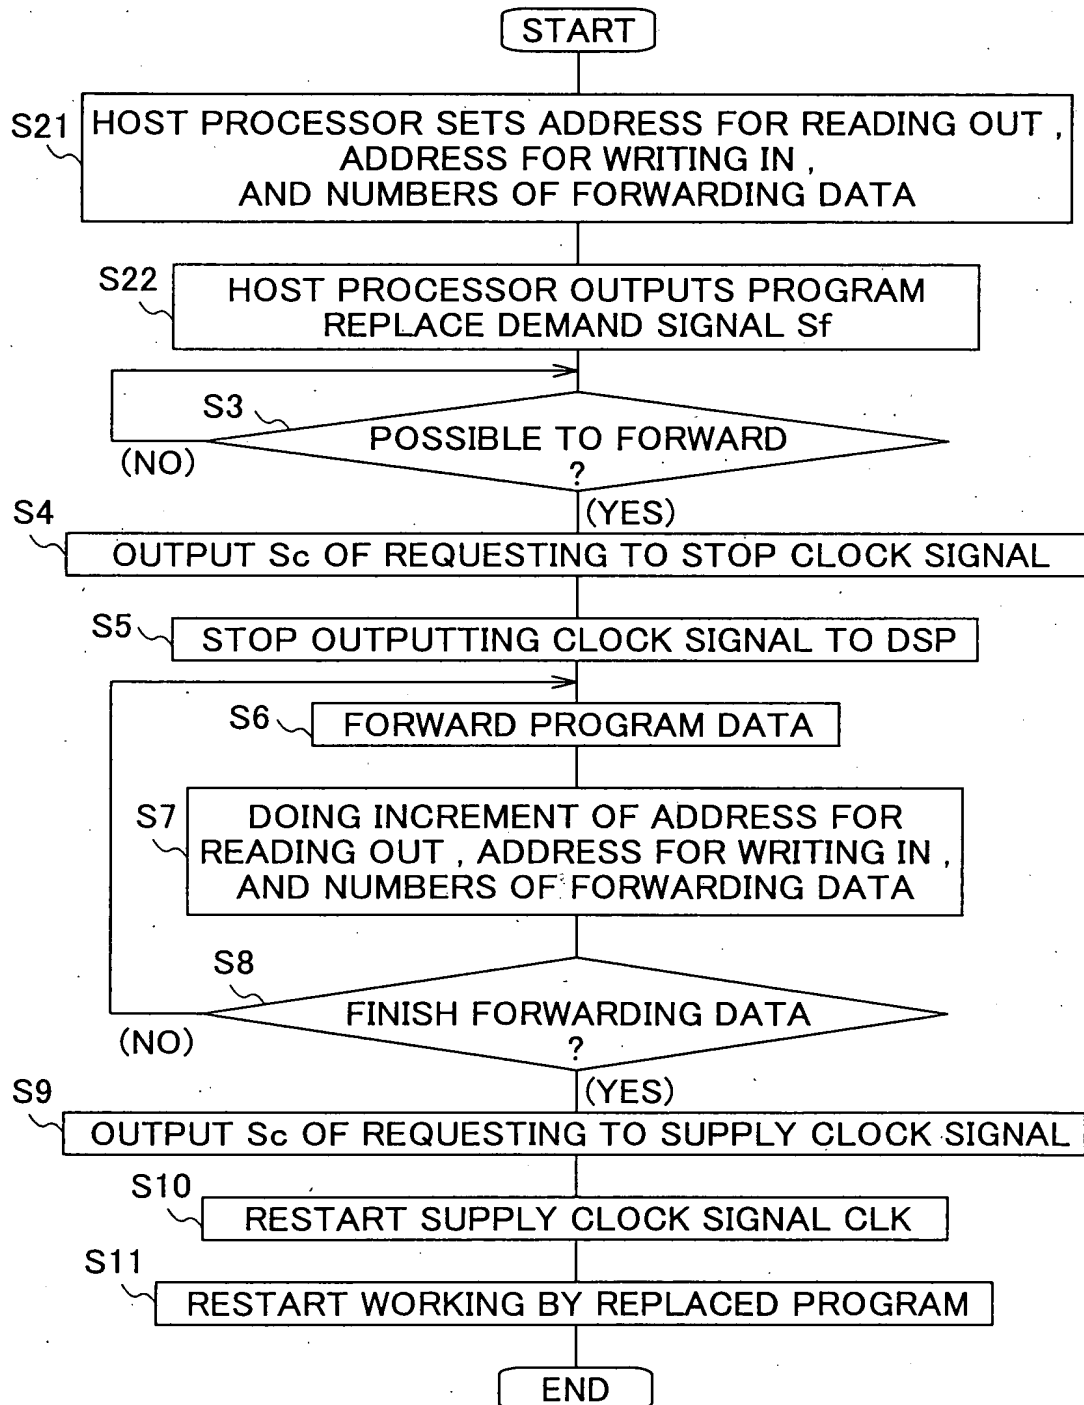 START
S21
HOST PROCESSOR SETS ADDRESS FOR READING OUT ,
ADDRESS FOR WRITING IN ,
AND NUMBERS OF FORWARDING DATA
S22
HOST PROCESSOR OUTPUTS PROGRAM
REPLACE DEMAND SIGNAL Sf
S3
POSSIBLE TO FORWARD
?
(NO)
(YES)
S4
OUTPUT Sc OF REQUESTING TO STOP CLOCK SIGNAL
S5
STOP OUTPUTTING CLOCK SIGNAL TO DSP
S6
FORWARD PROGRAM DATA
S7
DOING INCREMENT OF ADDRESS FOR
READING OUT , ADDRESS FOR WRITING IN ,
AND NUMBERS OF FORWARDING DATA
S8
FINISH FORWARDING DATA
?
(NO)
(YES)
S9
OUTPUT Sc OF REQUESTING TO SUPPLY CLOCK SIGNAL
S10
RESTART SUPPLY CLOCK SIGNAL CLK
S11
RESTART WORKING BY REPLACED PROGRAM
END